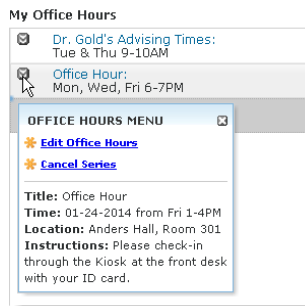 My Office Hours
Dr. Gold's Advising Times:
Tue & Thu 9-10AM
Office Hour:
Mon, Wed, Fri 6-7PM
OFFICE HOURS MENU
Edit Office Hours
Cancel Series
Title: Office Hour
Time: 01-24-2014 from Fri 1-4PM
Location: Anders Hall, Room 301
Instructions: Please check-in
through the Kiosk at the front desk
with your ID card.